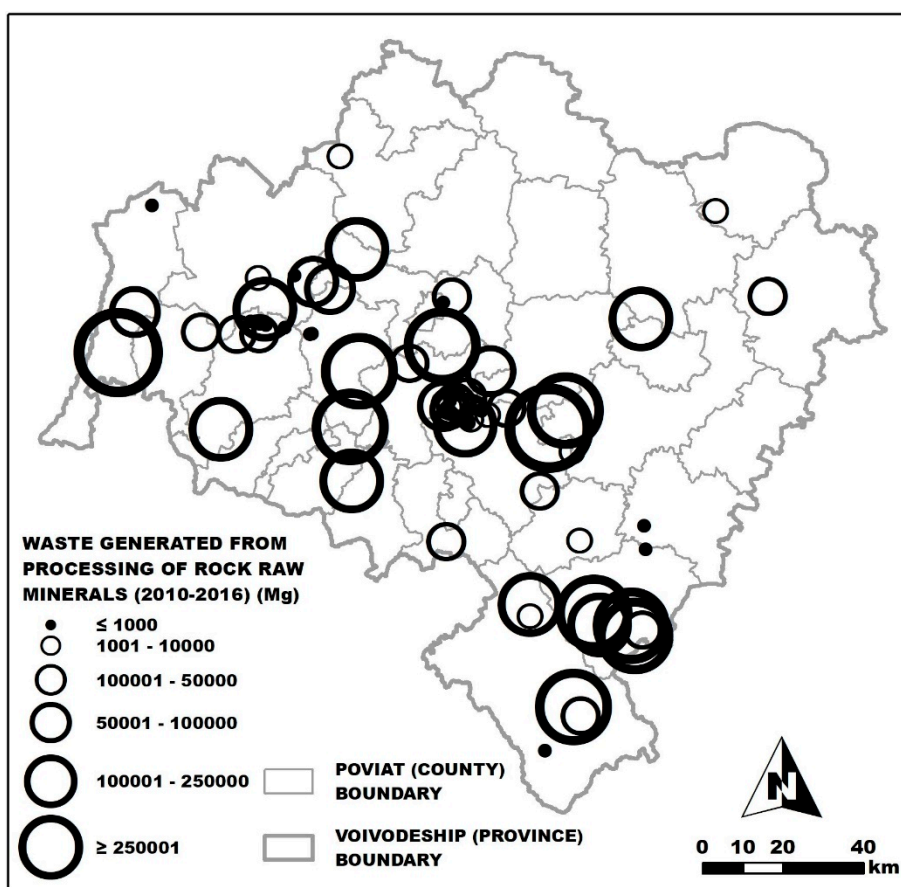 WASTE GENERATED FROM
PROCESSING OF ROCK RAW
MINERALS (2010-2016) (Mg)
≤ 1000
1001 - 10000
100001 - 50000
50001 - 100000
100001 - 250000
≥ 250001
POVIAT (COUNTY)
BOUNDARY
VOIVODESHIP (PROVINCE)
BOUNDARY
N
0 10 20 40
km